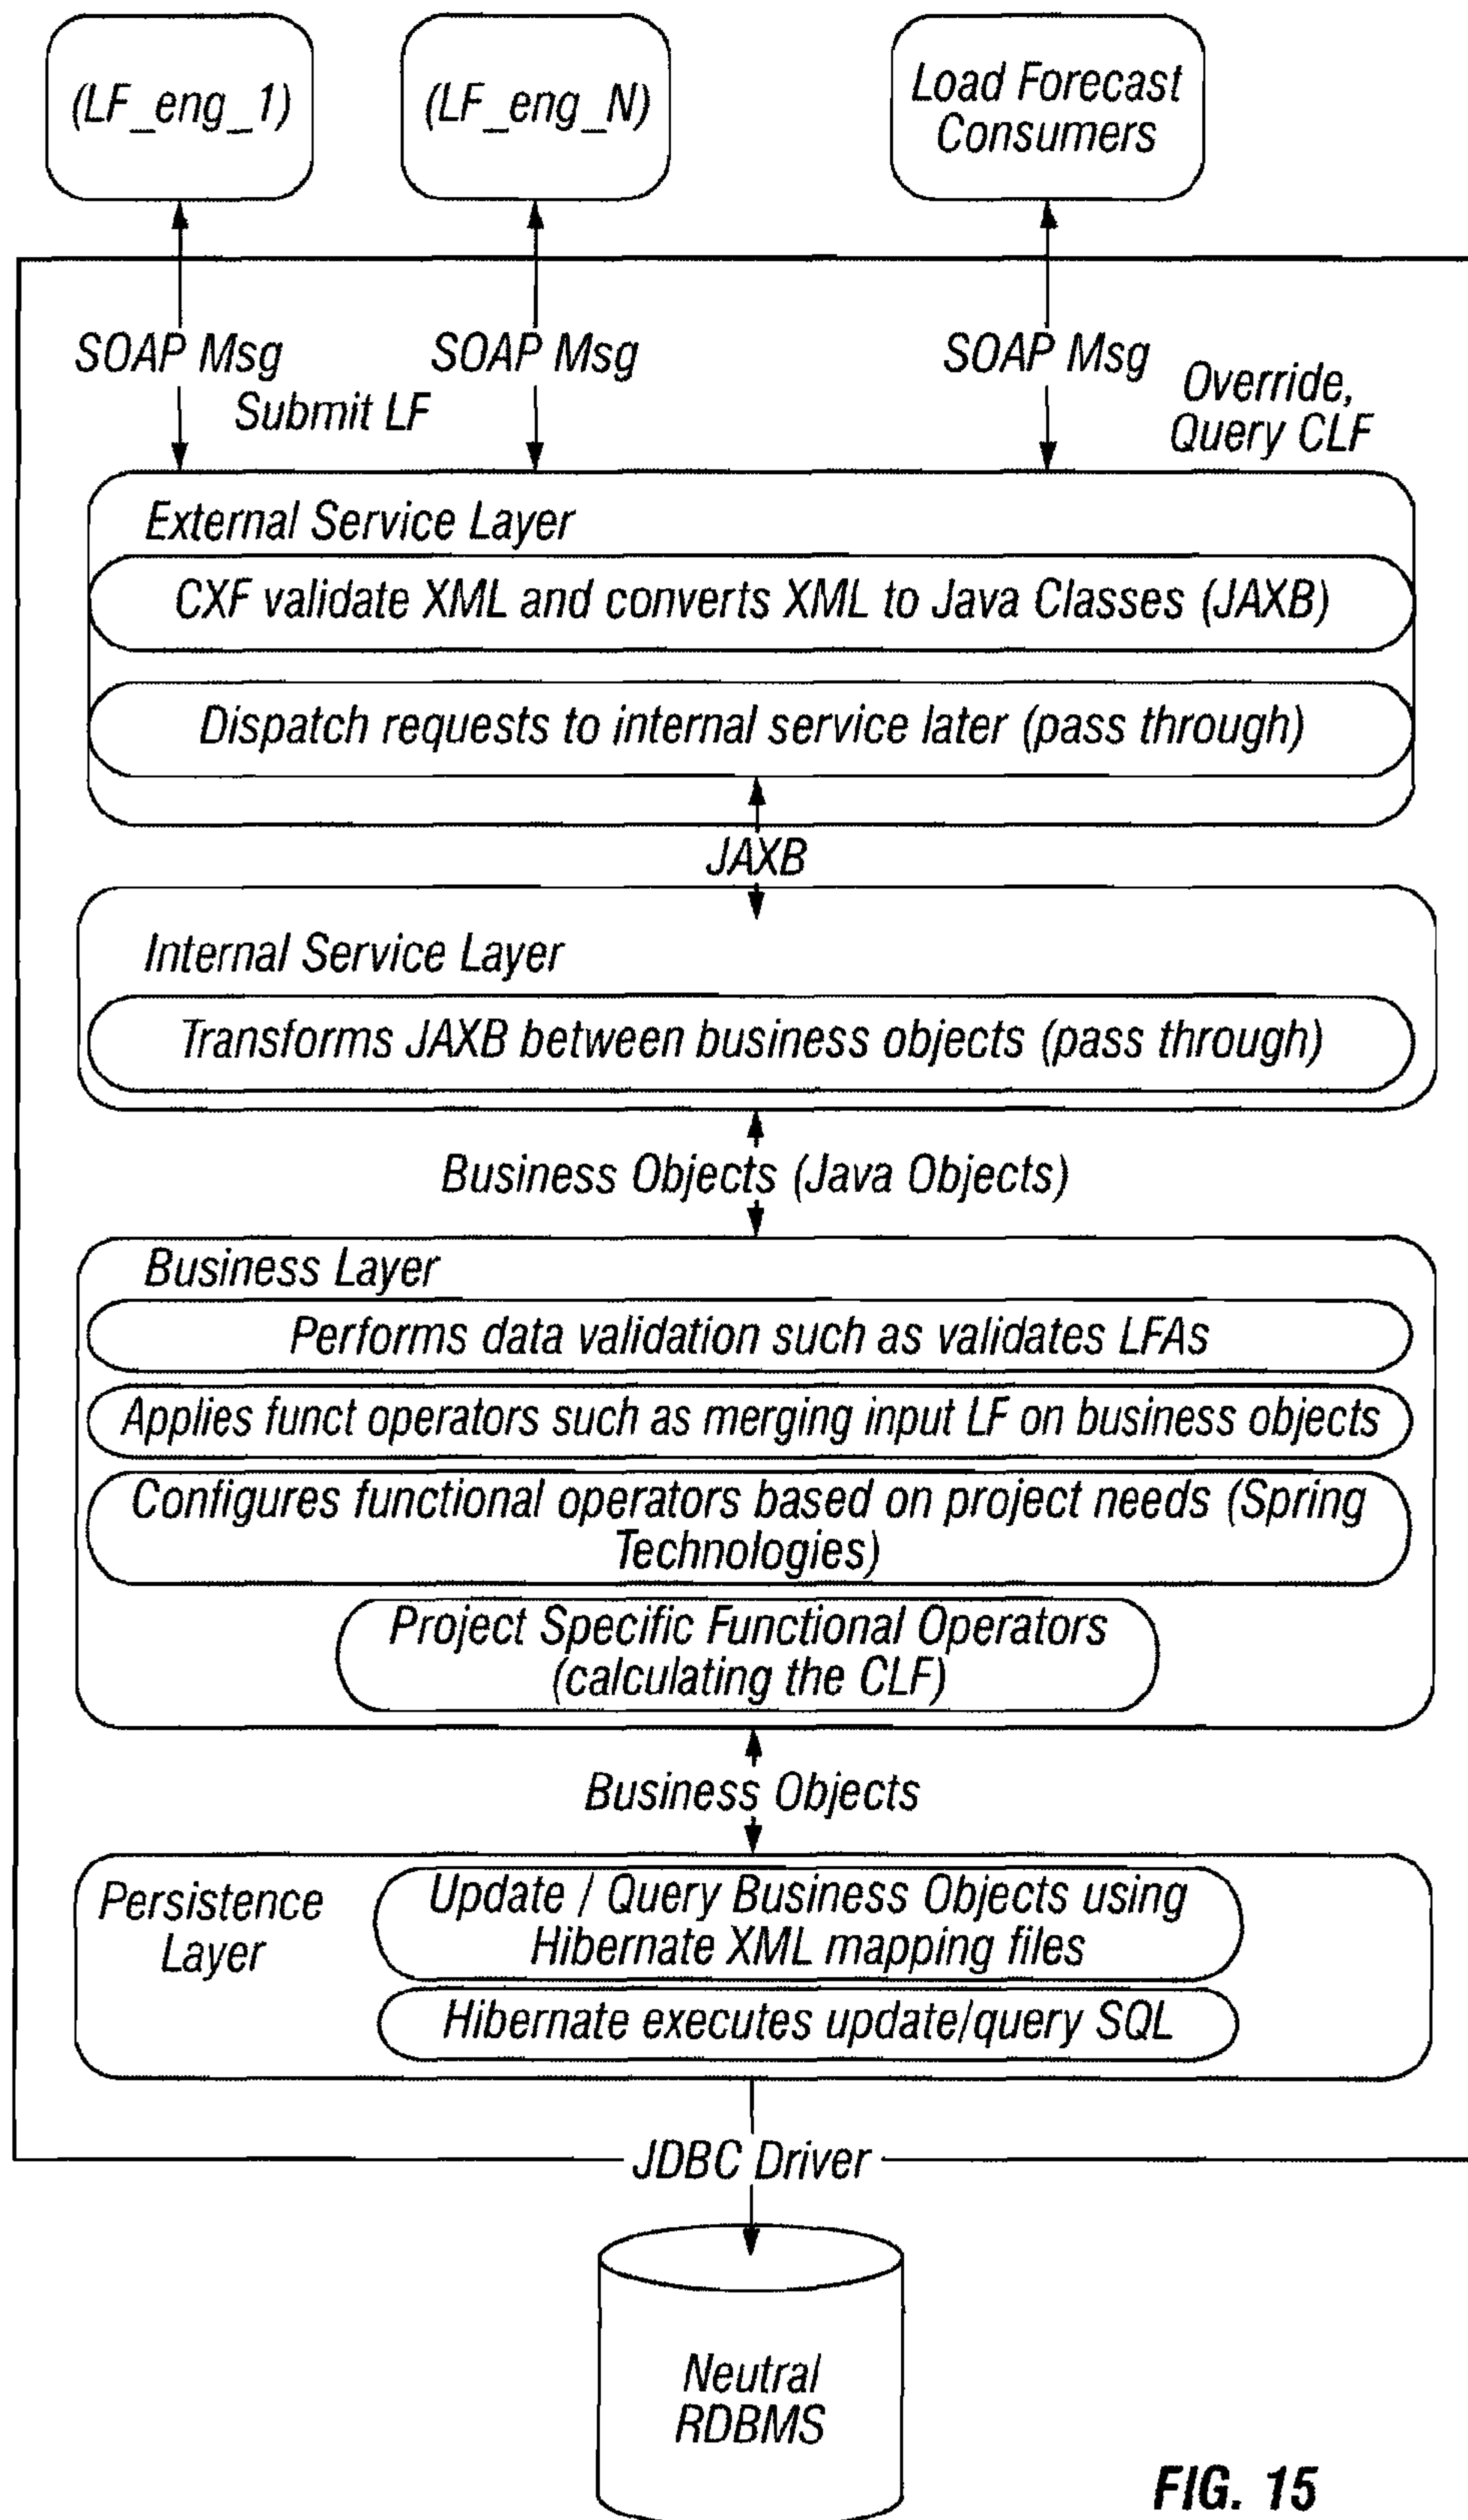 (LF_eng_1)
(LF_eng_N)
Load Forecast
Consumers
SOAP Msg
SOAP Msg
SOAP Msg
Submit LF
Override,
Query CLF
External Service Layer
CXF validate XML and converts XML to Java Classes (JAXB)
Dispatch requests to internal service later (pass through)
JAXB
Internal Service Layer
Transforms JAXB between business objects (pass through)
Business Objects (Java Objects)
Business Layer
Performs data validation such as validates LFAs
Applies funct operators such as merging input LF on business objects
Configures functional operators based on project needs (Spring
Technologies)
Project Specific Functional Operators
(calculating the CLF)
Business Objects
Persistence
Layer
Update / Query Business Objects using
Hibernate XML mapping files
Hibernate executes update/query SQL
JDBC Driver
Neutral
RDBMS
FIG. 15